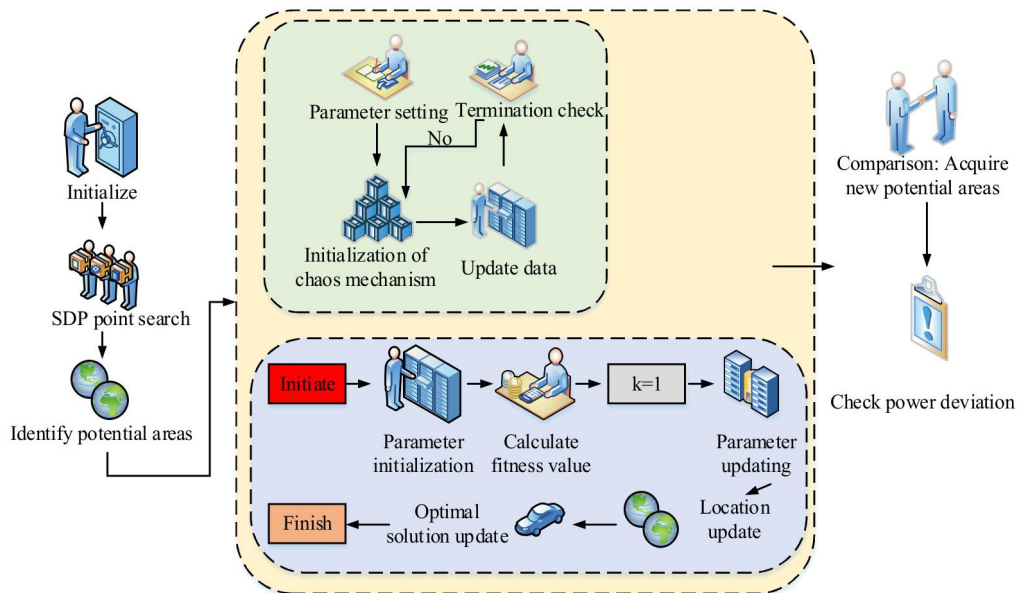 Initialize
SDP point search
Identify potential areas
Parameter setting
Termination check
No
Initialization of
chaos mechanism
Update data
Initiate
Parameter
initialization
Calculate
fitness value
k=1
Parameter
updating
Location
update
Optimal
solution update
Finish
Comparison: Acquire
new potential areas
Check power deviation